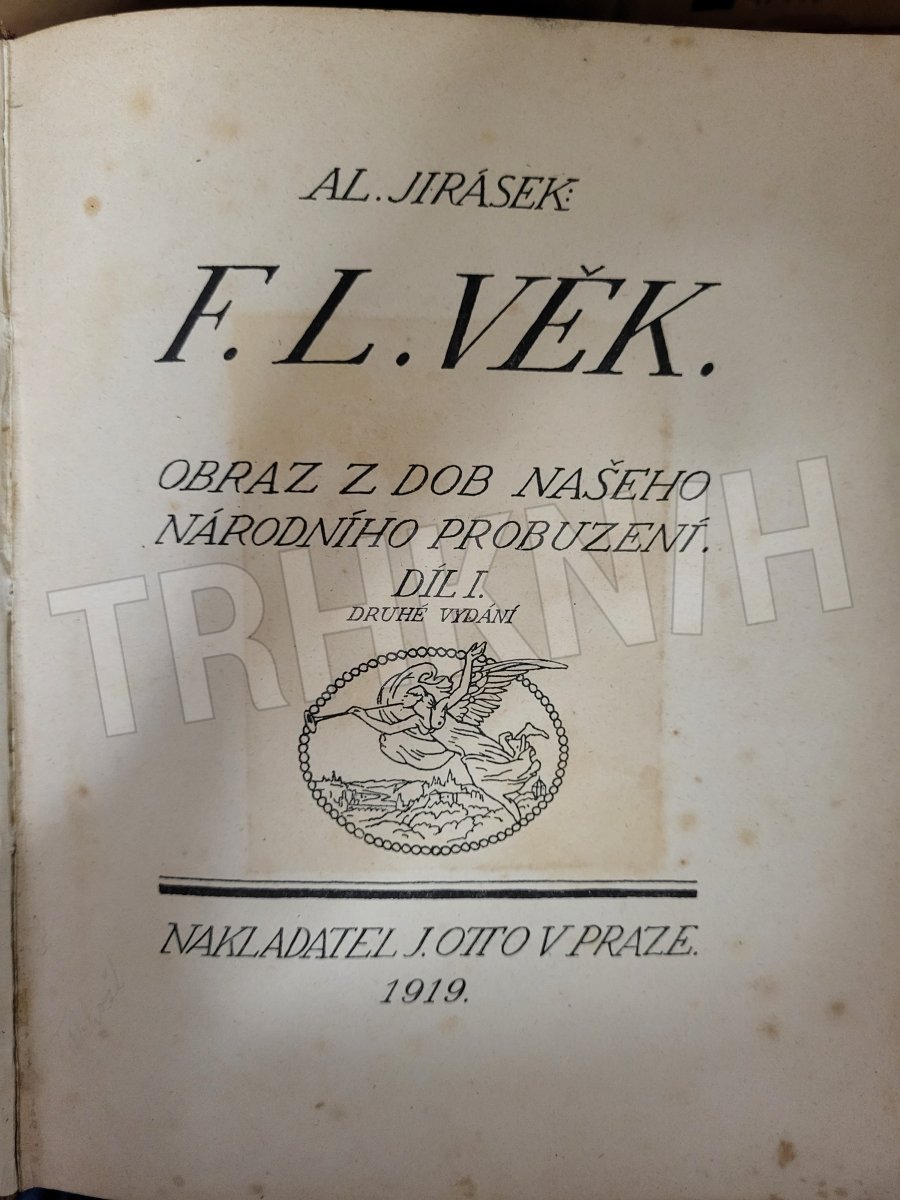 AL. JIRÁSEK:
F. L. VĚK.
OBRAZ Z DOB NAŠEHO
NÁRODNÍHO PROBUZENÍ.
DÍL I.
DRUHÉ VYDÁNÍ
TRHKNIH
NAKLADATEL J. OTTO V PRAZE.
1919.